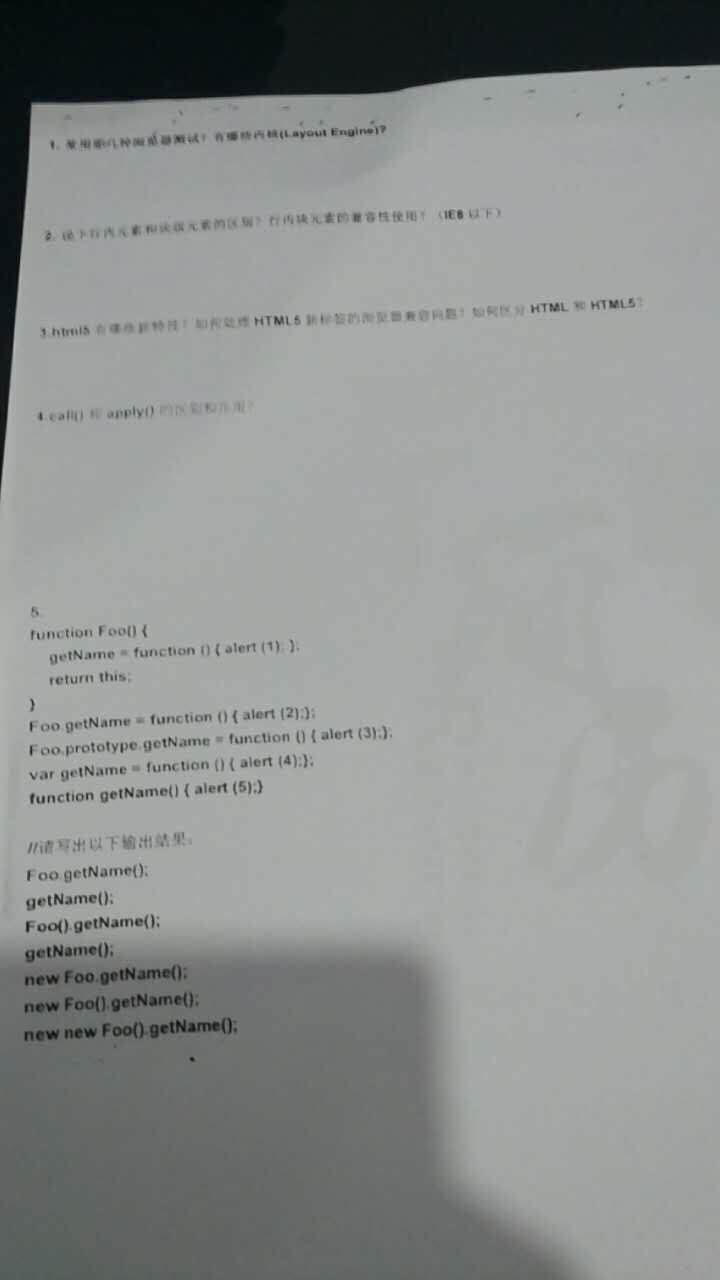 1. 常用那几种浏览器测试？有哪些内核(Layout Engine)?
2. 说下行内元素和块级元素的区别？行内块元素的兼容性使用？（IE8 以下）
3.html5 有哪些新特性？如何处理 HTML5 新标签的浏览器兼容问题？如何区分 HTML 和 HTML5？
4.call() 和 apply() 的区别和作用？
5.
function Foo() {
getName = function () { alert (1); };
return this;
}
Foo.getName = function () { alert (2);};
Foo.prototype.getName = function () { alert (3);};
var getName = function () { alert (4);};
function getName() { alert (5);}
//请写出以下输出结果：
Foo.getName();
getName();
Foo().getName();
getName();
new Foo.getName();
new Foo().getName();
new new Foo().getName();